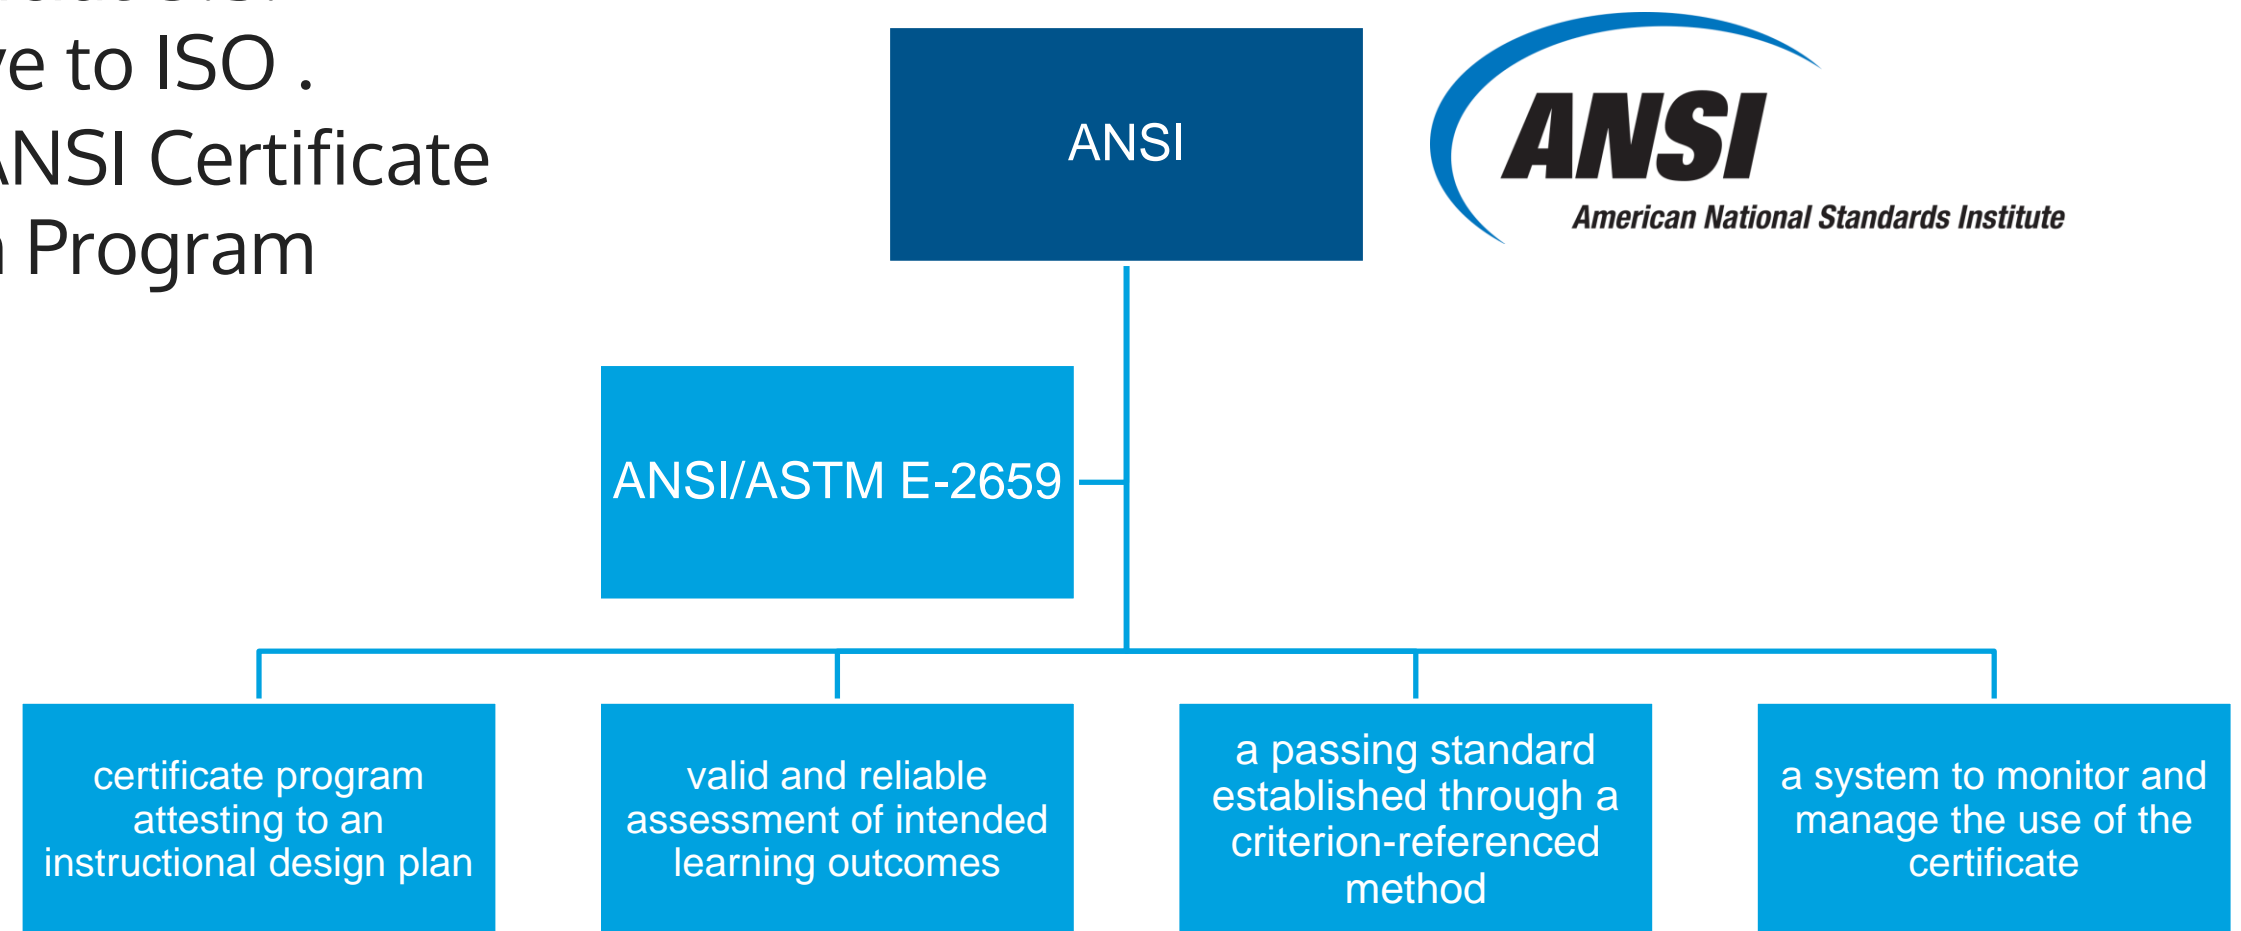 ve to ISO .
ANSI Certificate
n Program
ANSI
ANSI
American National Standards Institute
ANSI/ASTM E-2659
certificate program
attesting to an
instructional design plan
valid and reliable
assessment of intended
learning outcomes
a passing standard
established through a
criterion-referenced
method
a system to monitor and
manage the use of the
certificate